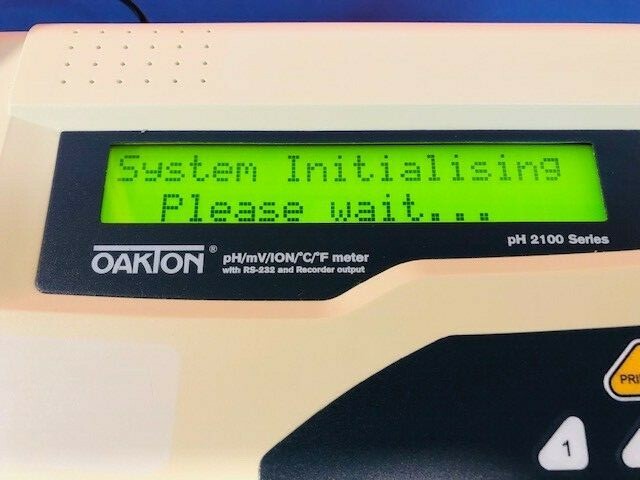 System Initialising
Please wait...
pH 2100 Series
OAKTON® pH/mV/ION/°C/°F meter
with RS-232 and Recorder output
1